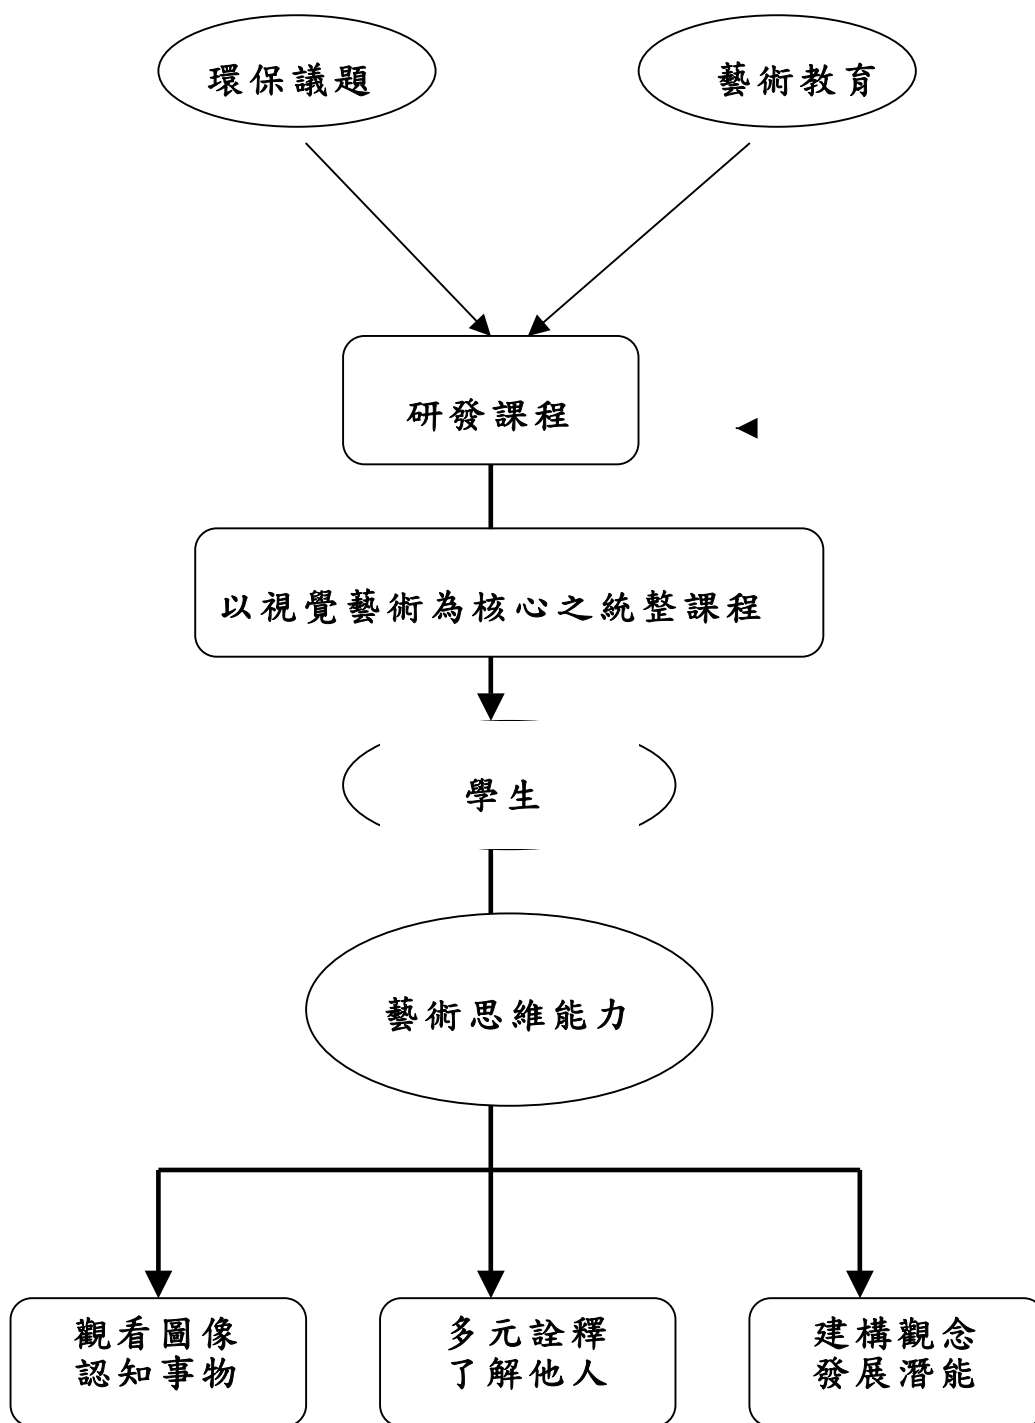 環保議題
藝術教育
研發課程
以視覺藝術為核心之統整課程
學生
藝術思維能力
觀看圖像
認知事物
多元詮釋
了解他人
建構觀念
發展潛能